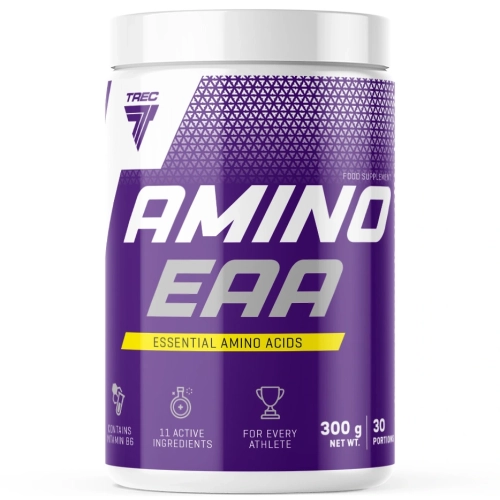 TREC
FOOD SUPPLEMENT
AMINO
EAA
ESSENTIAL AMINO ACIDS
CONTAINS
VITAMIN B6
11 ACTIVE
INGREDIENTS
FOR EVERY
ATHLETE
300 g
NET WT.
30
PORTIONS